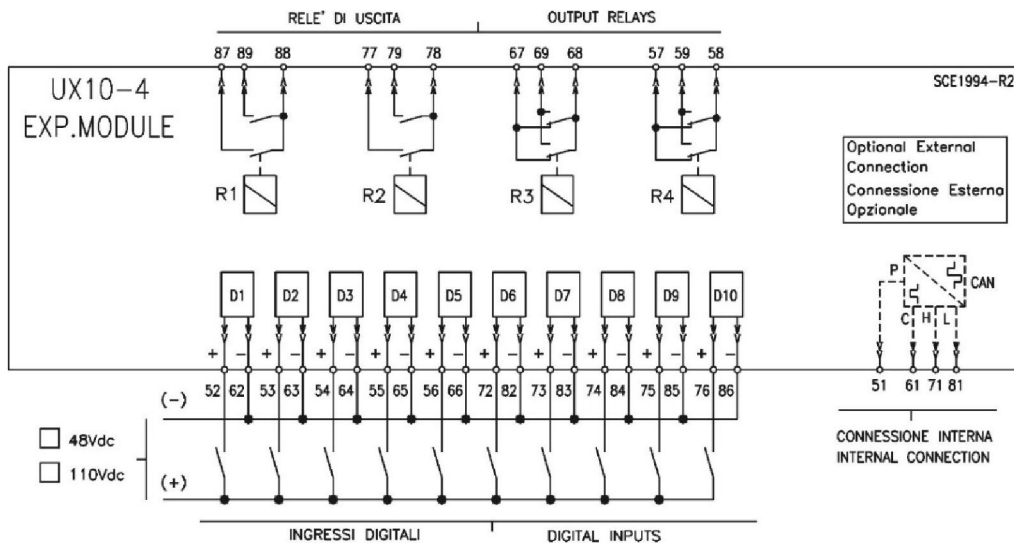 RELE' DI USCITA OUTPUT RELAYS
87 89 88 77 79 78 67 69 68 57 59 58
UX10-4
EXP.MODULE
SCE1994-R2
Optional External
Connection
Connessione Esterna
Opzionale
R1 R2 R3 R4
D1 D2 D3 D4 D5 D6 D7 D8 D9 D10
P CAN
C H L
+ − + − + − + − + − + − + − + − + − +
52 62 53 63 54 64 55 65 56 66 72 82 73 83 74 84 75 85 76 86
51 61 71 81
(−)
48Vdc
110Vdc
(+)
CONNESSIONE INTERNA
INTERNAL CONNECTION
INGRESSI DIGITALI DIGITAL INPUTS